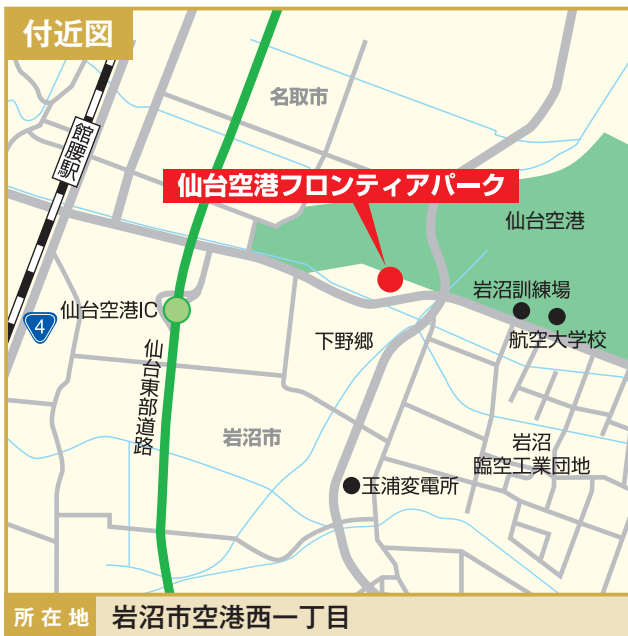 付近図
名取市
館腰駅
仙台空港フロンティアパーク
仙台空港
岩沼訓練場
仙台空港IC
4
下野郷
航空大学校
仙台東部道路
岩沼市
岩沼
臨空工業団地
玉浦変電所
所在地 岩沼市空港西一丁目